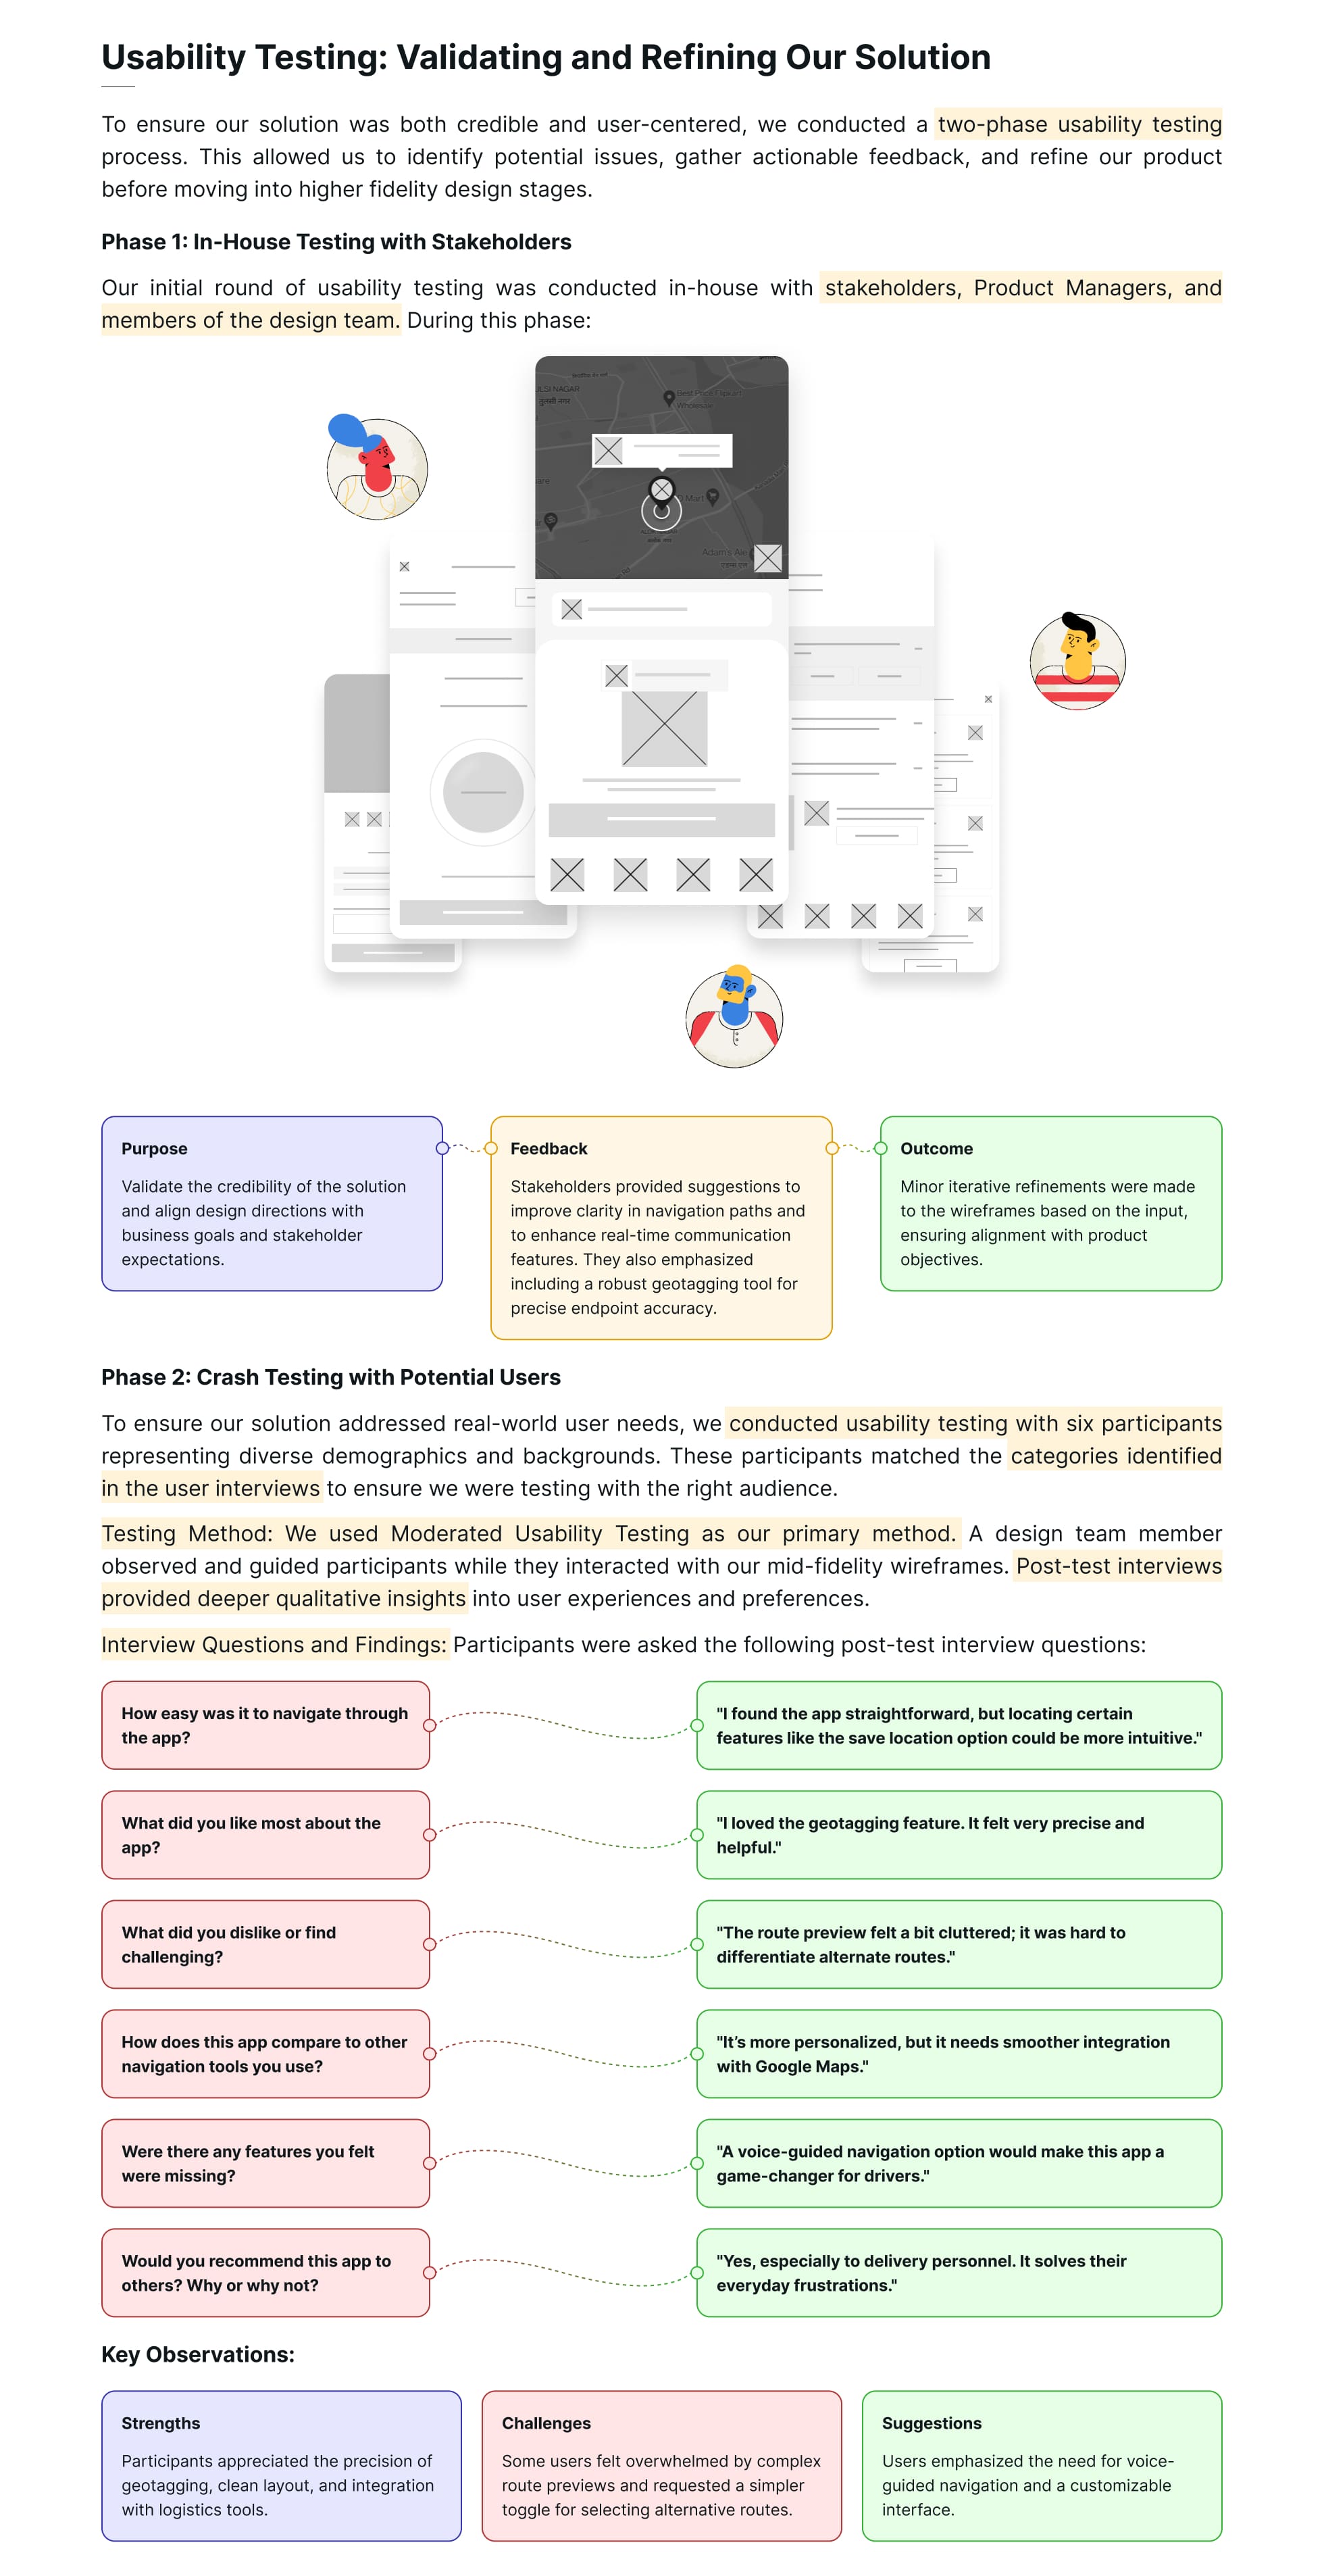 Usability Testing: Validating and Refining Our Solution
To ensure our solution was both credible and user-centered, we conducted a two-phase usability testing
process. This allowed us to identify potential issues, gather actionable feedback, and refine our product
before moving into higher fidelity design stages.
Phase 1: In-House Testing with Stakeholders
Our initial round of usability testing was conducted in-house with stakeholders, Product Managers, and
members of the design team. During this phase:
JLSI NAGAR
तुलसी नगर
Best Price Flipkart
Wholesale
D Mart
Adam's Ale
Purpose
Validate the credibility of the solution
and align design directions with
business goals and stakeholder
expectations.
Feedback
Stakeholders provided suggestions to
improve clarity in navigation paths and
to enhance real-time communication
features. They also emphasized
including a robust geotagging tool for
precise endpoint accuracy.
Outcome
Minor iterative refinements were made
to the wireframes based on the input,
ensuring alignment with product
objectives.
Phase 2: Crash Testing with Potential Users
To ensure our solution addressed real-world user needs, we conducted usability testing with six participants
representing diverse demographics and backgrounds. These participants matched the categories identified
in the user interviews to ensure we were testing with the right audience.
Testing Method: We used Moderated Usability Testing as our primary method. A design team member
observed and guided participants while they interacted with our mid-fidelity wireframes. Post-test interviews
provided deeper qualitative insights into user experiences and preferences.
Interview Questions and Findings: Participants were asked the following post-test interview questions:
How easy was it to navigate through
the app?
"I found the app straightforward, but locating certain
features like the save location option could be more intuitive."
What did you like most about the
app?
"I loved the geotagging feature. It felt very precise and
helpful."
What did you dislike or find
challenging?
"The route preview felt a bit cluttered; it was hard to
differentiate alternate routes."
How does this app compare to other
navigation tools you use?
"It’s more personalized, but it needs smoother integration
with Google Maps."
Were there any features you felt
were missing?
"A voice-guided navigation option would make this app a
game-changer for drivers."
Would you recommend this app to
others? Why or why not?
"Yes, especially to delivery personnel. It solves their
everyday frustrations."
Key Observations:
Strengths
Participants appreciated the precision of
geotagging, clean layout, and integration
with logistics tools.
Challenges
Some users felt overwhelmed by complex
route previews and requested a simpler
toggle for selecting alternative routes.
Suggestions
Users emphasized the need for voice-
guided navigation and a customizable
interface.